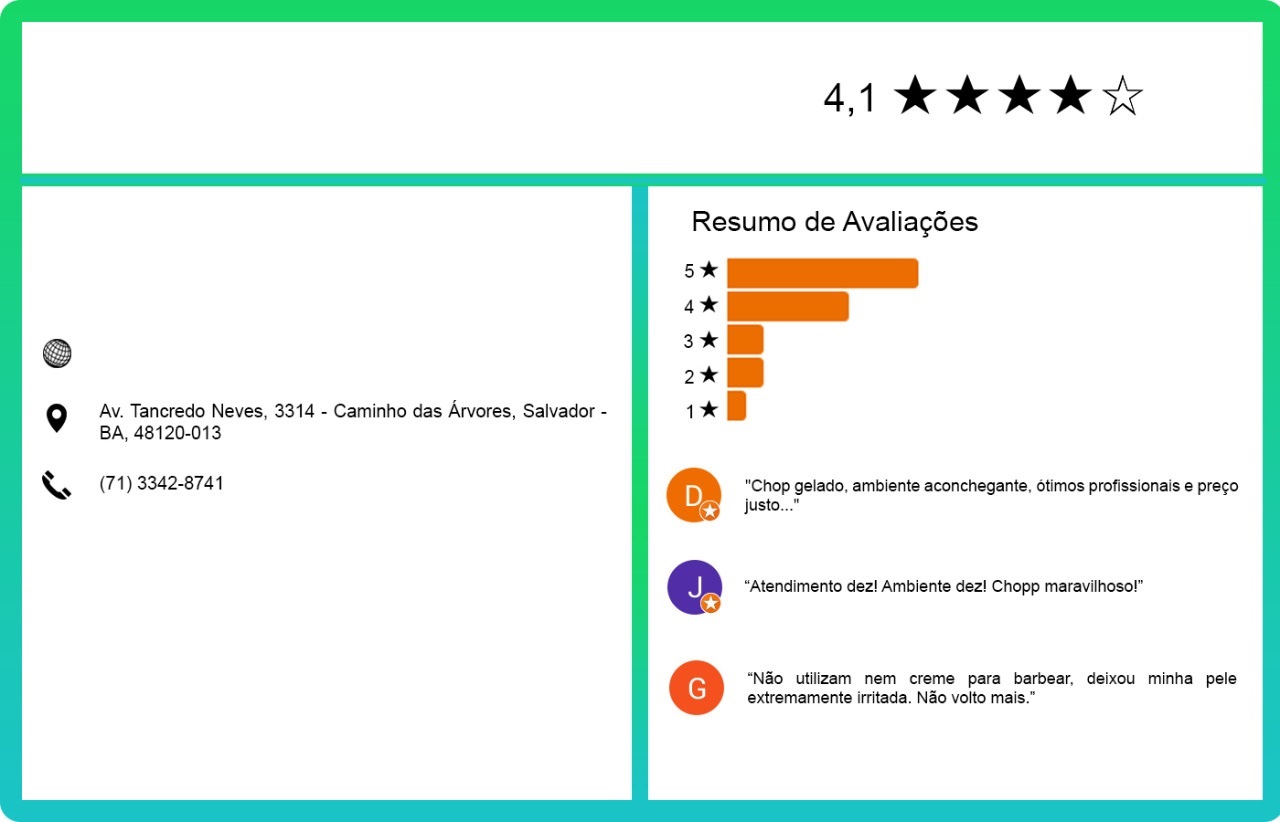 4,1 ★★★★☆
Resumo de Avaliações
5 ★
4 ★
3 ★
2 ★
1 ★
Av. Tancredo Neves, 3314 - Caminho das Árvores, Salvador -
BA, 48120-013
(71) 3342-8741
D
"Chop gelado, ambiente aconchegante, ótimos profissionais e preço
justo..."
J
“Atendimento dez! Ambiente dez! Chopp maravilhoso!”
G
“Não utilizam nem creme para barbear, deixou minha pele
extremamente irritada. Não volto mais.”